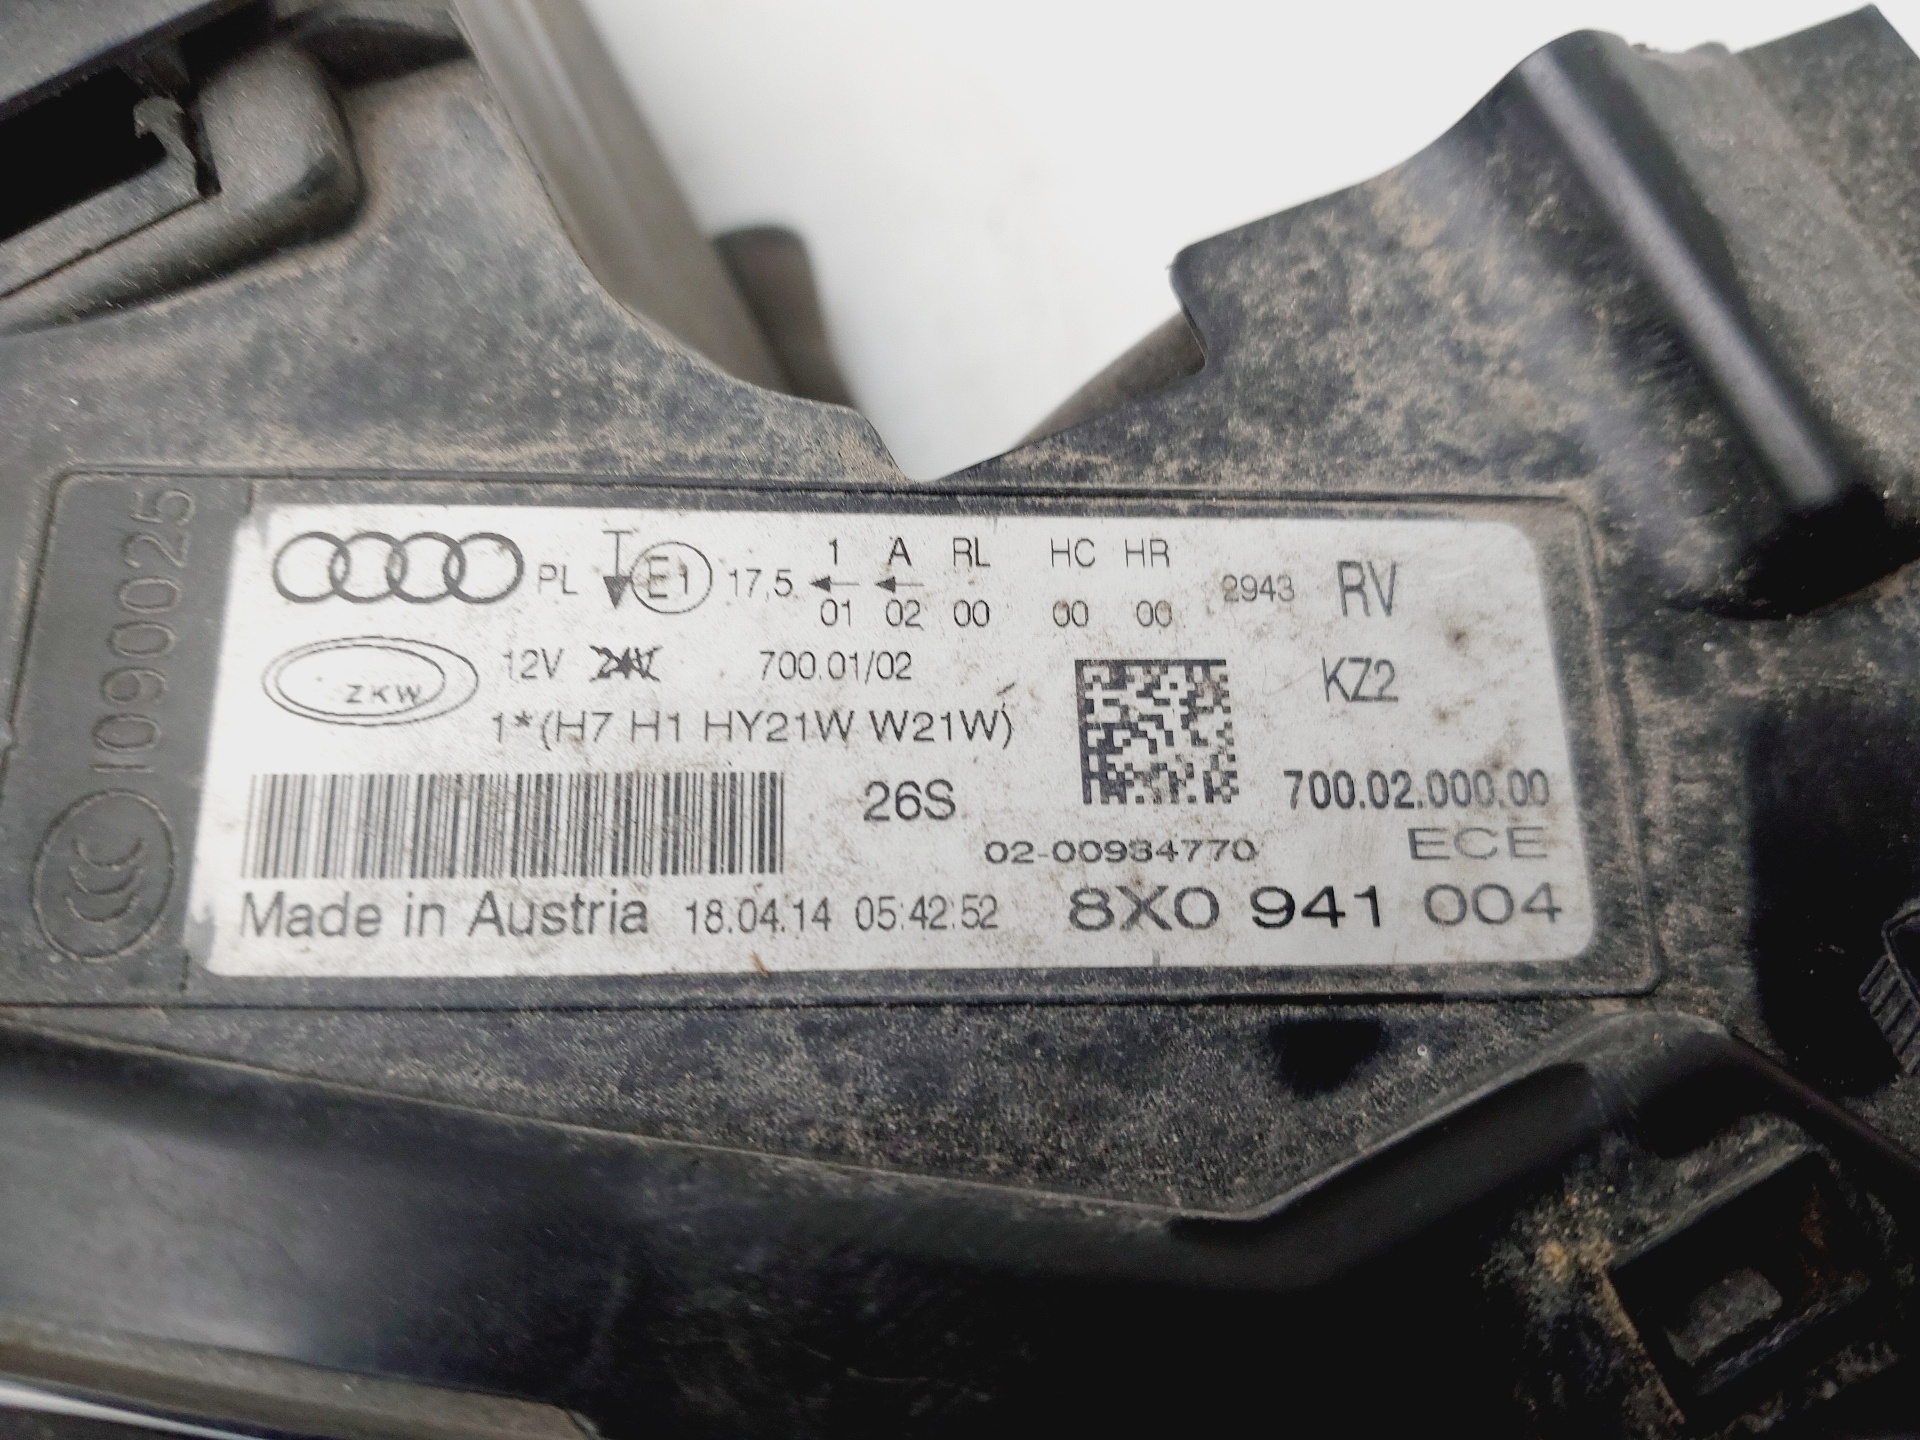 I090025
CCC
PL E1 17,5 1 A RL HC HR 2943 RV
01 02 00 00 00
ZKW 12V 24V 700.01/02 KZ2
1*(H7 H1 HY21W W21W)
26S 700.02.000.00
02-00934770 ECE
Made in Austria 18.04.14 05:42:52 8X0 941 004